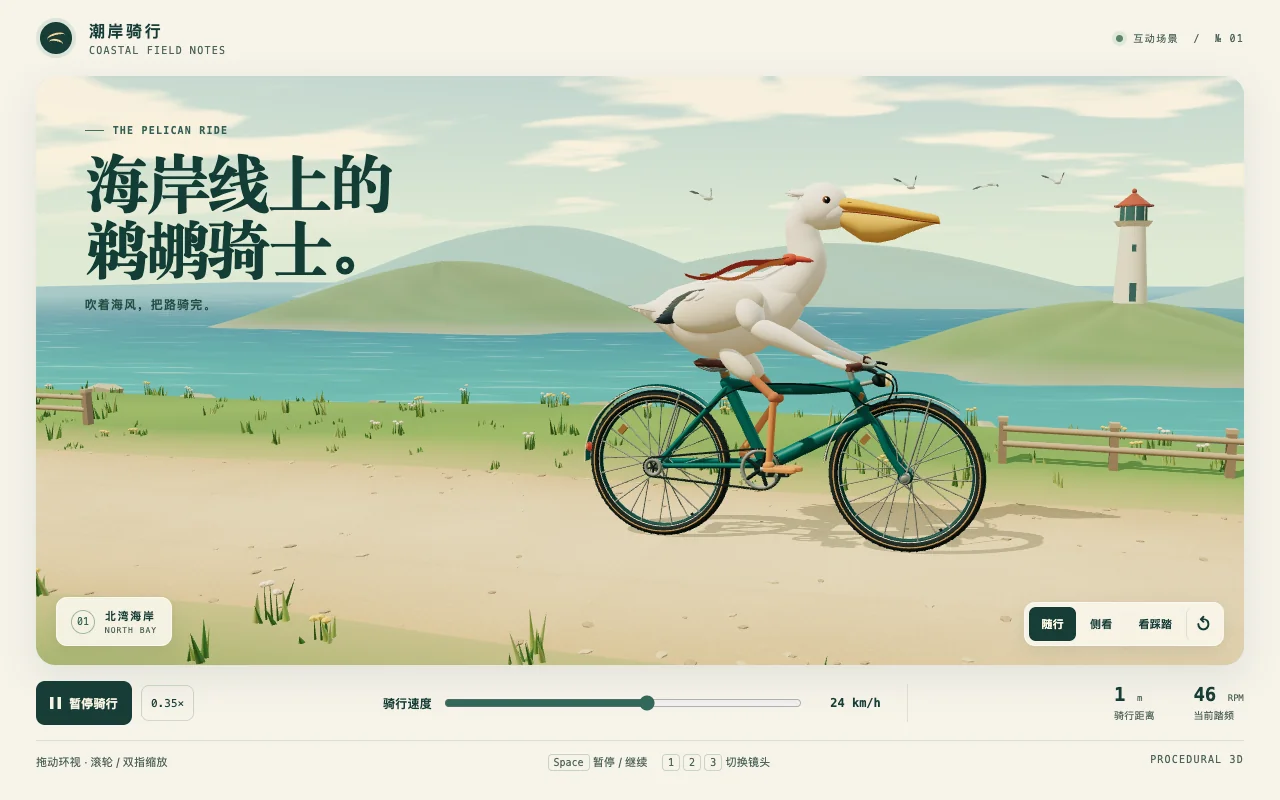 潮岸骑行
COASTAL FIELD NOTES
互动场景 / № 01
THE PELICAN RIDE
海岸线上的
鹈鹕骑士。
吹着海风，把路骑完。
01 北湾海岸
NORTH BAY
随行 侧看 看踩踏
暂停骑行 0.35× 骑行速度 24 km/h
1 m 46 RPM
骑行距离 当前踏频
拖动环视 · 滚轮 / 双指缩放
Space 暂停 / 继续 1 2 3 切换镜头
PROCEDURAL 3D